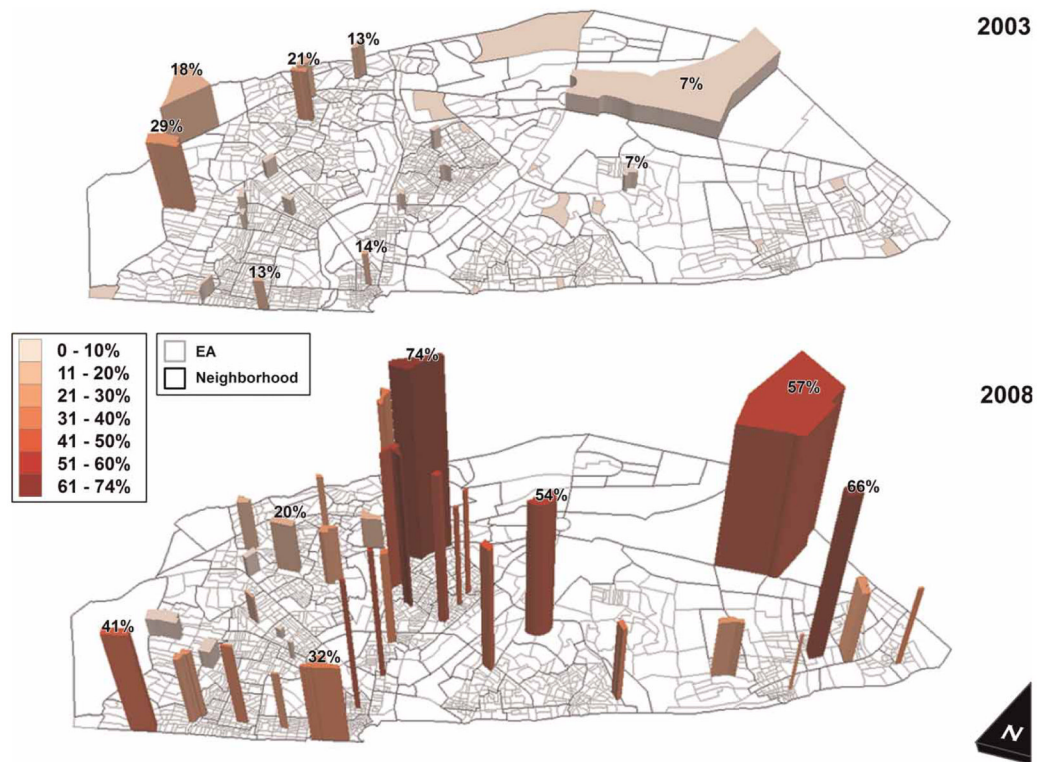 2003
13%
21%
18%
7%
29%
7%
14%
13%
0 - 10%
11 - 20%
21 - 30%
31 - 40%
41 - 50%
51 - 60%
61 - 74%
EA
Neighborhood
2008
74%
57%
66%
54%
20%
41%
32%
N